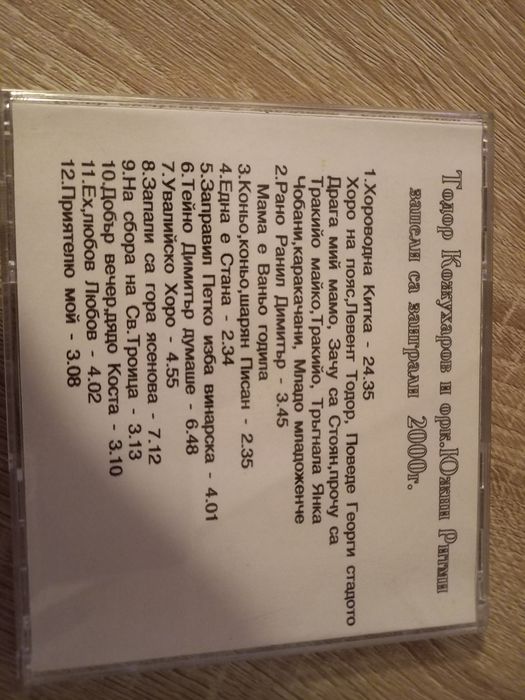 Тодор Кожухаров и орк.Южни Ритми
запели са заиграли 2000г.
1.Хороводна Китка - 24.35
Хоро на пояс,Левент Тодор, Поведе Георги стадото
Драга мий мамо, Зачу са Стоян,прочу са
Тракийо майко,Тракийо, Тръгнала Янка
Чобани,каракачани, Младо младоженче
2.Рано Ранил Димитър - 3.45
Мама е Ваньо годила
3.Коньо,коньо,шарян Писан - 2.35
4.Една е Стана - 2.34
5.Заправил Петко изба винарска - 4.01
6.Тейно Димитър думаше - 6.48
7.Увалийско Хоро - 4.55
8.Запали са гора ясенова - 7.12
9.На сбора на Св.Троица - 3.13
10.Добър вечер,дядо Коста - 3.10
11.Ех,любов Любов - 4.02
12.Приятелю мой - 3.08